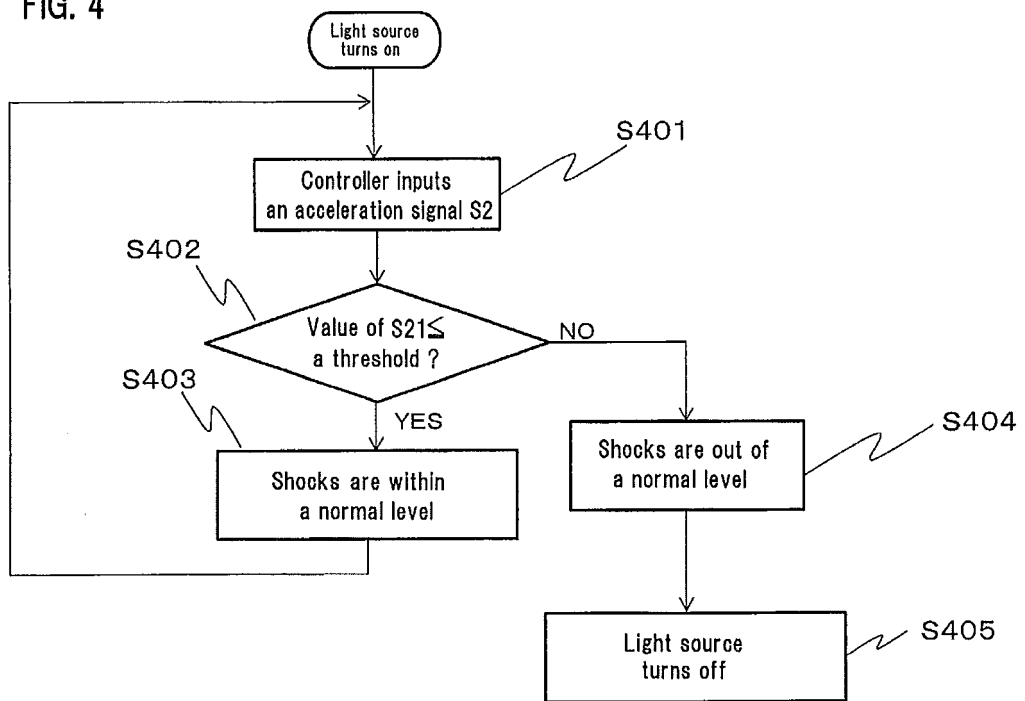 FIG. 4
Light source
turns on
S401
Controller inputs
an acceleration signal S2
S402
Value of S21≦
a threshold ?
NO
S403
YES
Shocks are within
a normal level
Shocks are out of
a normal level
S404
Light source
turns off
S405